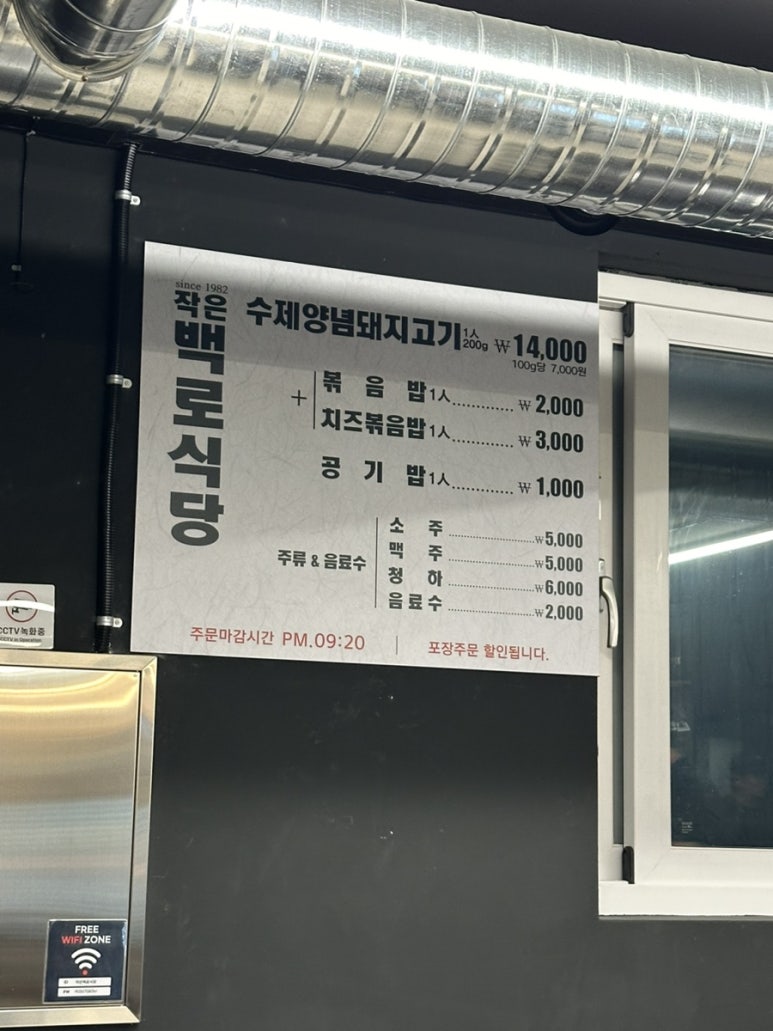 since 1982
작은
백로식당
수제양념돼지고기 1人 200g ₩14,000
100g당 7,000원
+ 볶음밥 1人............ ₩2,000
치즈볶음밥 1人............ ₩3,000
공기밥 1人............ ₩1,000
주류 & 음료수
소주 ............ ₩5,000
맥주 ............ ₩5,000
청하 ............ ₩6,000
음료수 ............ ₩2,000
주문마감시간 PM.09:20 | 포장주문 할인됩니다.
CCTV 녹화중
FREE
WIFI ZONE